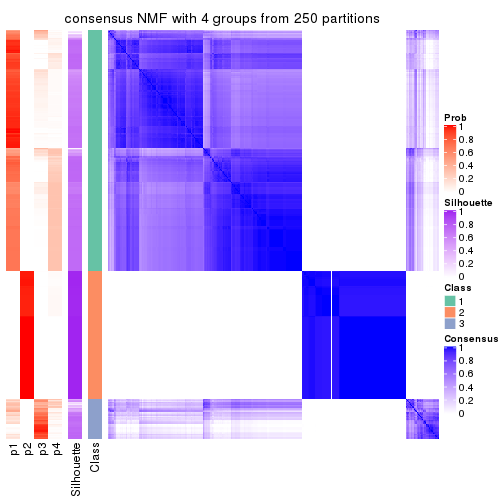 consensus NMF with 4 groups from 250 partitions
Prob
1
0.8
0.6
0.4
0.2
0
Silhouette
1
0.8
0.6
0.4
0.2
0
Class
1
2
3
Consensus
1
0.8
0.6
0.4
0.2
0
p1
p2
p3
p4
Silhouette
Class